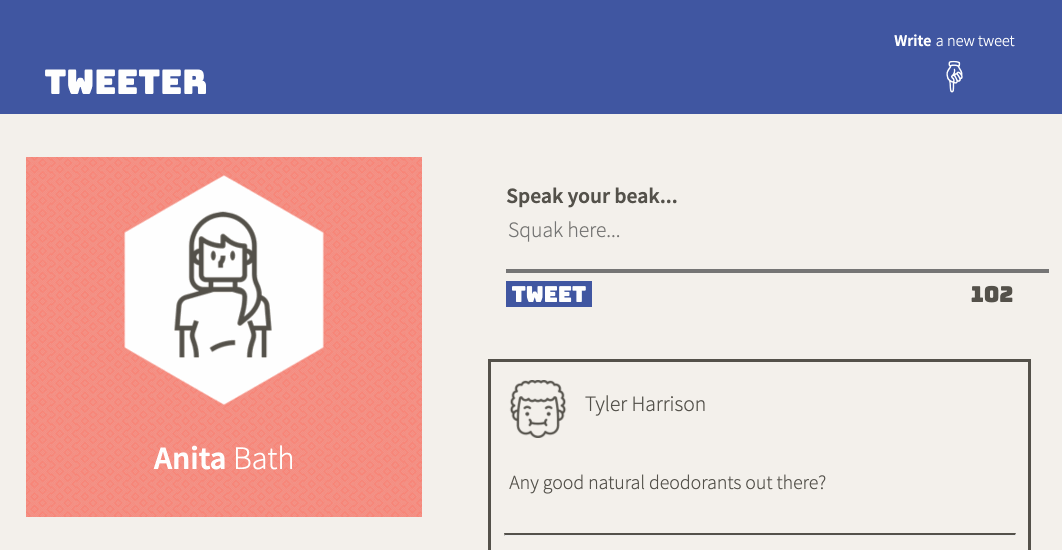 Write a new tweet
TWEETER
Speak your beak...
Squak here...
TWEET
102
Anita Bath
Tyler Harrison
Any good natural deodorants out there?